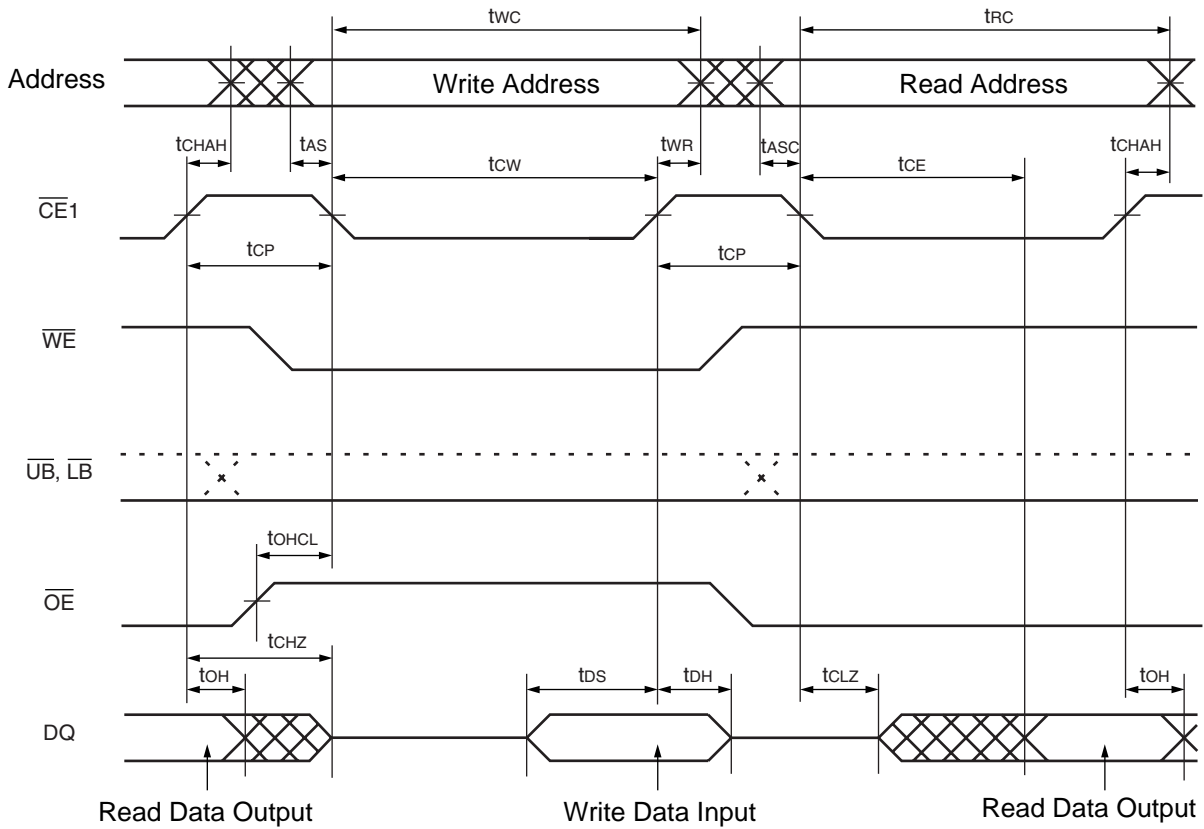 tWC tRC
Address Write Address Read Address
tCHAH tAS tWR tASC tCHAH
tCW tCE
CE1
tCP tCP
WE
UB, LB
tOHCL
OE
tCHZ
tOH tDS tDH tCLZ tOH
DQ
Read Data Output Write Data Input Read Data Output